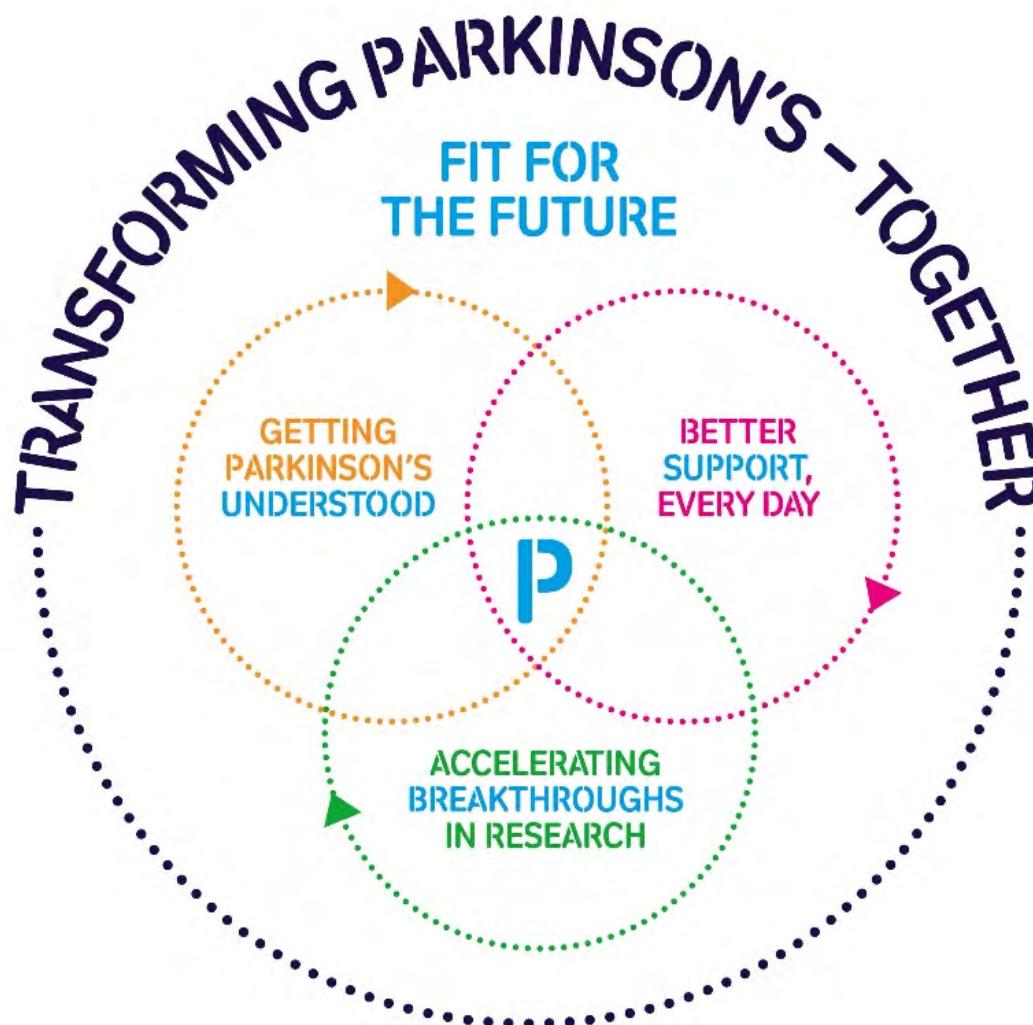 TRANSFORMING PARKINSON'S – TOGETHER
FIT FOR
THE FUTURE
GETTING
PARKINSON'S
UNDERSTOOD
BETTER
SUPPORT,
EVERY DAY
P
ACCELERATING
BREAKTHROUGHS
IN RESEARCH